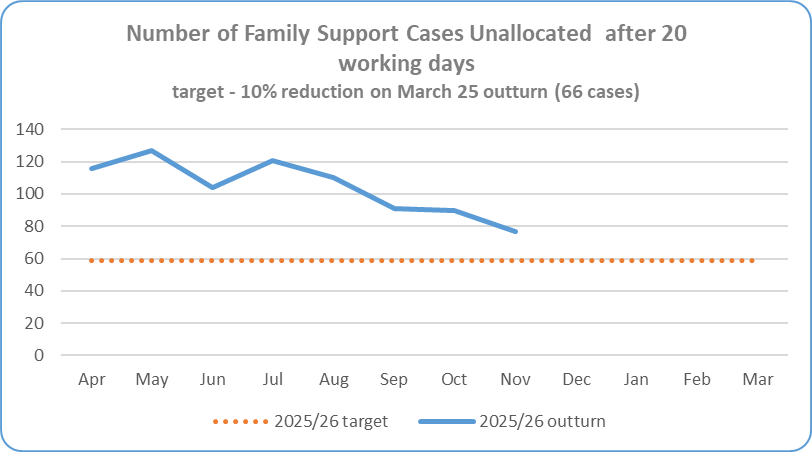 Number of Family Support Cases Unallocated  after 20
working days
target - 10% reduction on March 25 outturn (66 cases)
140
120
100
80
60
40
20
0
Apr May Jun Jul Aug Sep Oct Nov Dec Jan Feb Mar
2025/26 target 2025/26 outturn